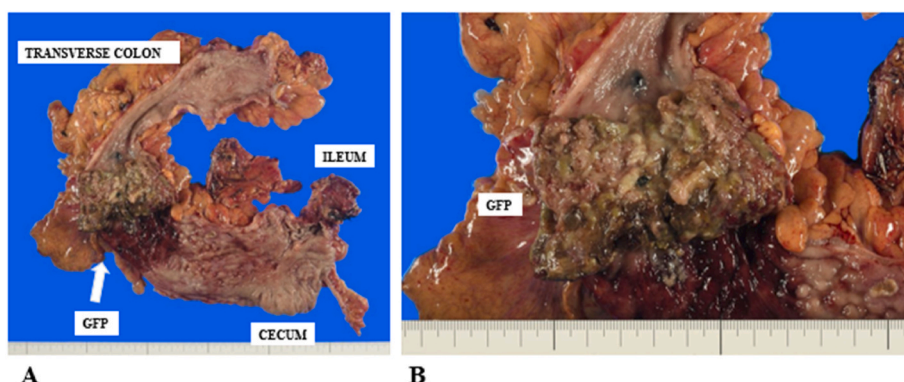 TRANSVERSE COLON
ILEUM
GFP
CECUM
A
GFP
B